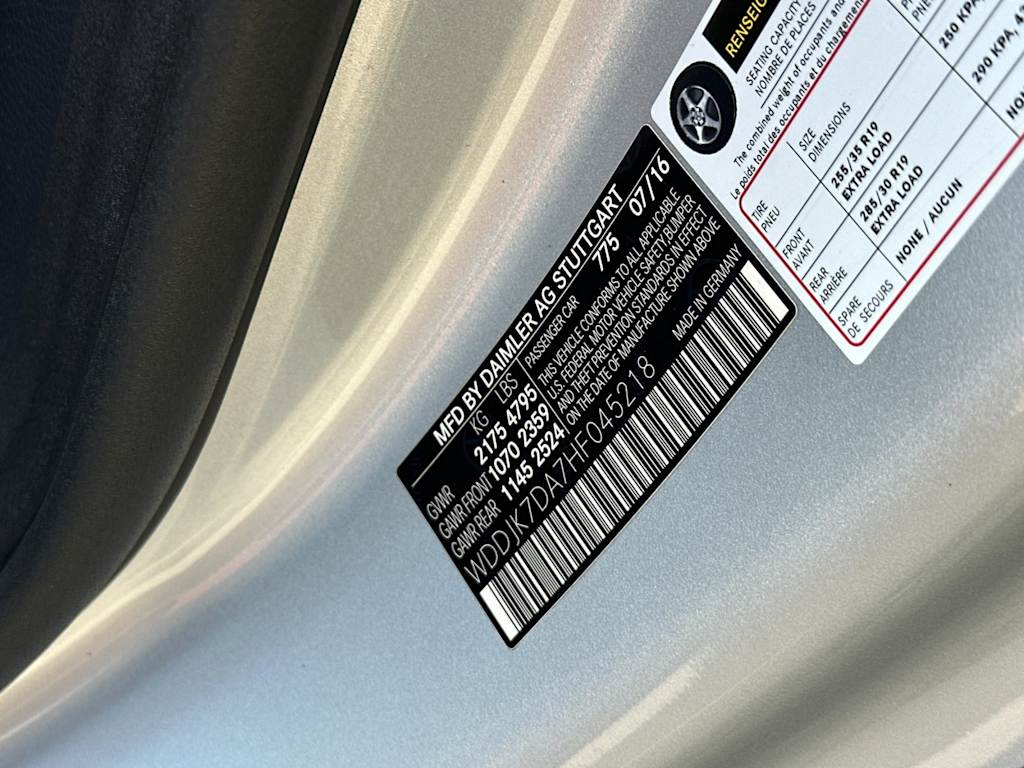 MFD BY DAIMLER AG STUTTGART
KG LBS 775 07/16
GVWR 2175 4795 PASSENGER CAR
GAWR FRONT 1070 2359
GAWR REAR 1145 2524
THIS VEHICLE CONFORMS TO ALL APPLICABLE
U.S. FEDERAL MOTOR VEHICLE SAFETY, BUMPER
AND THEFT PREVENTION STANDARDS IN EFFECT
ON THE DATE OF MANUFACTURE SHOWN ABOVE
WDDJK7DA7HF045218 MADE IN GERMANY
SEATING CAPACITY
NOMBRE DE PLACES
The combined weight of occupants and
Le poids total des occupants et du chargement
TIRE
PNEU
SIZE
DIMENSIONS
FRONT
AVANT
255/35 R19
EXTRA LOAD
250 KPA,
REAR
ARRIÈRE
285/30 R19
EXTRA LOAD
290 KPA,
SPARE
DE SECOURS
NONE / AUCUN